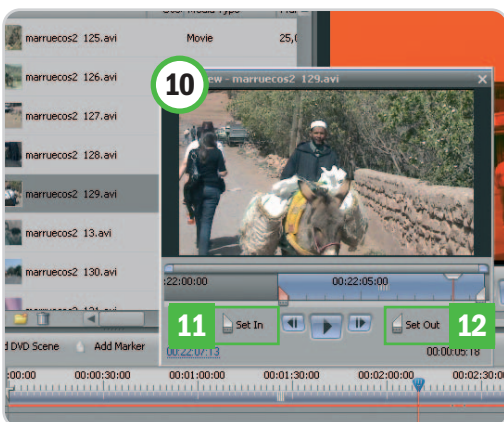 Media Type
marruecos2 125.avi Movie 25,0
marruecos2 126.avi
10
ew - marruecos2 129.avi
marruecos2 127.avi
marruecos2 128.avi
marruecos2 129.avi
marruecos2 13.avi
marruecos2 130.avi
:22:00:00 00:22:05:00
11 Set In Set Out 12
d DVD Scene Add Marker
00:22:07:13 00:00:05:18
:00:00 00:00:30:00 00:01:00:00 00:01:30:00 00:02:00:00 00:02:30:0